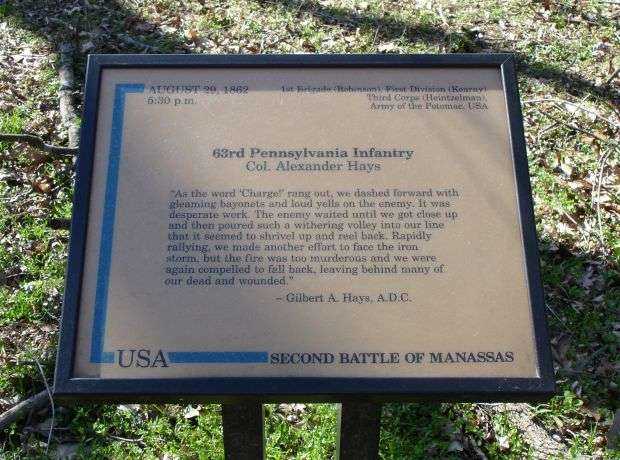 AUGUST 29, 1862
5:30 p.m.
1st Brigade (Robinson), First Division (Kearny)
Third Corps (Heintzelman),
Army of the Potomac, USA
63rd Pennsylvania Infantry
Col. Alexander Hays
"As the word 'Charge!' rang out, we dashed forward with
gleaming bayonets and loud yells on the enemy. It was
desperate work. The enemy waited until we got close up
and then poured such a withering volley into our line
that it seemed to shrivel up and reel back. Rapidly
rallying, we made another effort to face the iron
storm, but the fire was too murderous and we were
again compelled to fall back, leaving behind many of
our dead and wounded."
– Gilbert A. Hays, A.D.C.
USA
SECOND BATTLE OF MANASSAS